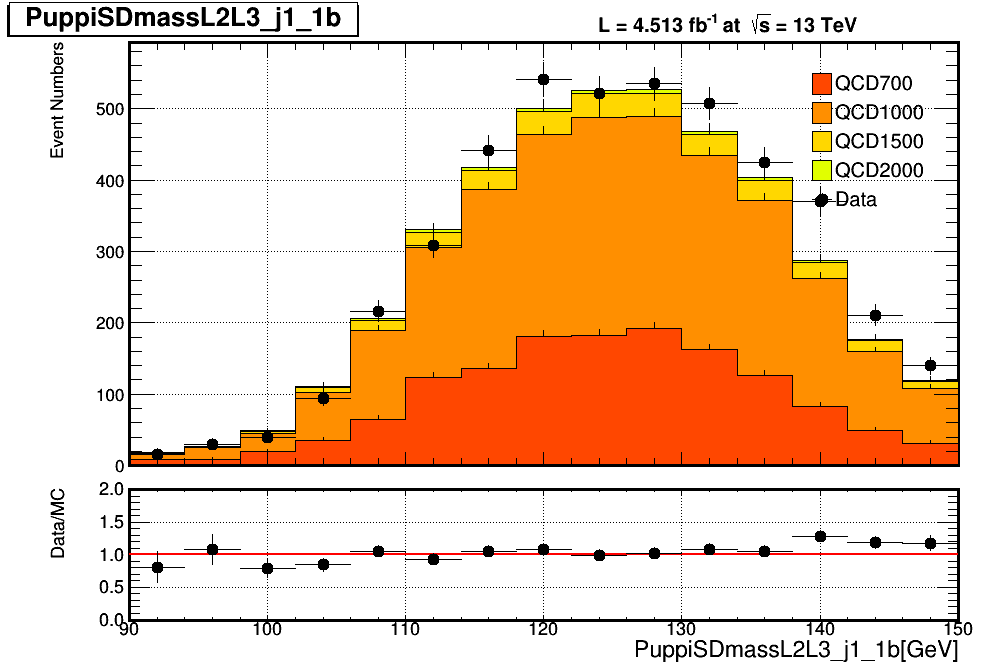 PuppiSDmassL2L3_j1_1b
L = 4.513 fb⁻¹ at √s = 13 TeV
Event Numbers
500
400
300
200
100
0
QCD700
QCD1000
QCD1500
QCD2000
Data
Data/MC
2.0
1.5
1.0
0.5
0.0
90 100 110 120 130 140 150
PuppiSDmassL2L3_j1_1b[GeV]